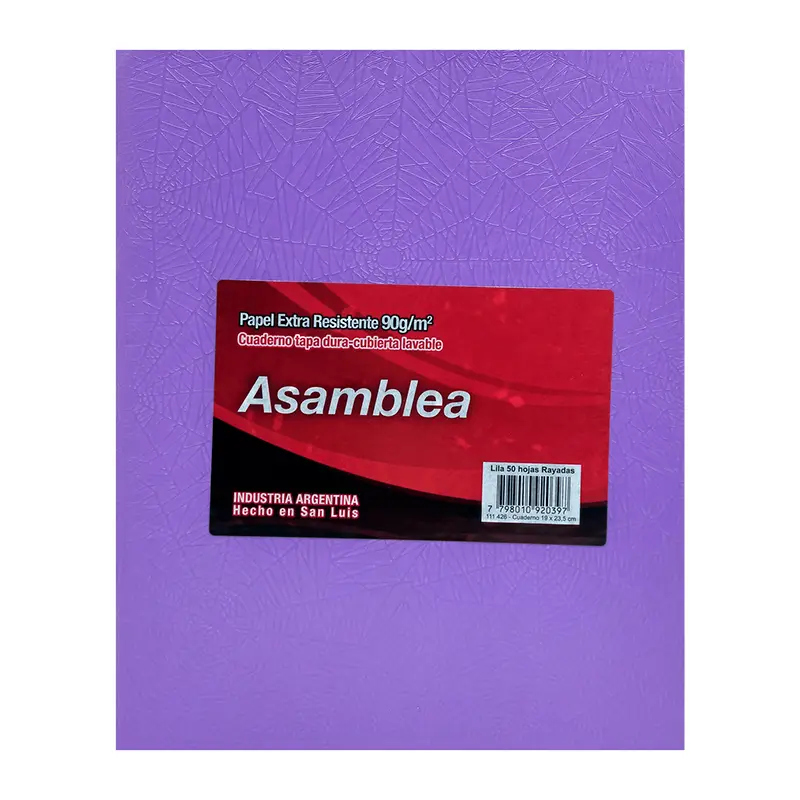 Papel Extra Resistente 90g/m²
Cuaderno tapa dura-cubierta lavable
Asamblea
INDUSTRIA ARGENTINA
Hecho en San Luis
Lila 50 hojas Rayadas
7 798010 920397
111.426 - Cuaderno 19 x 23,5 cm